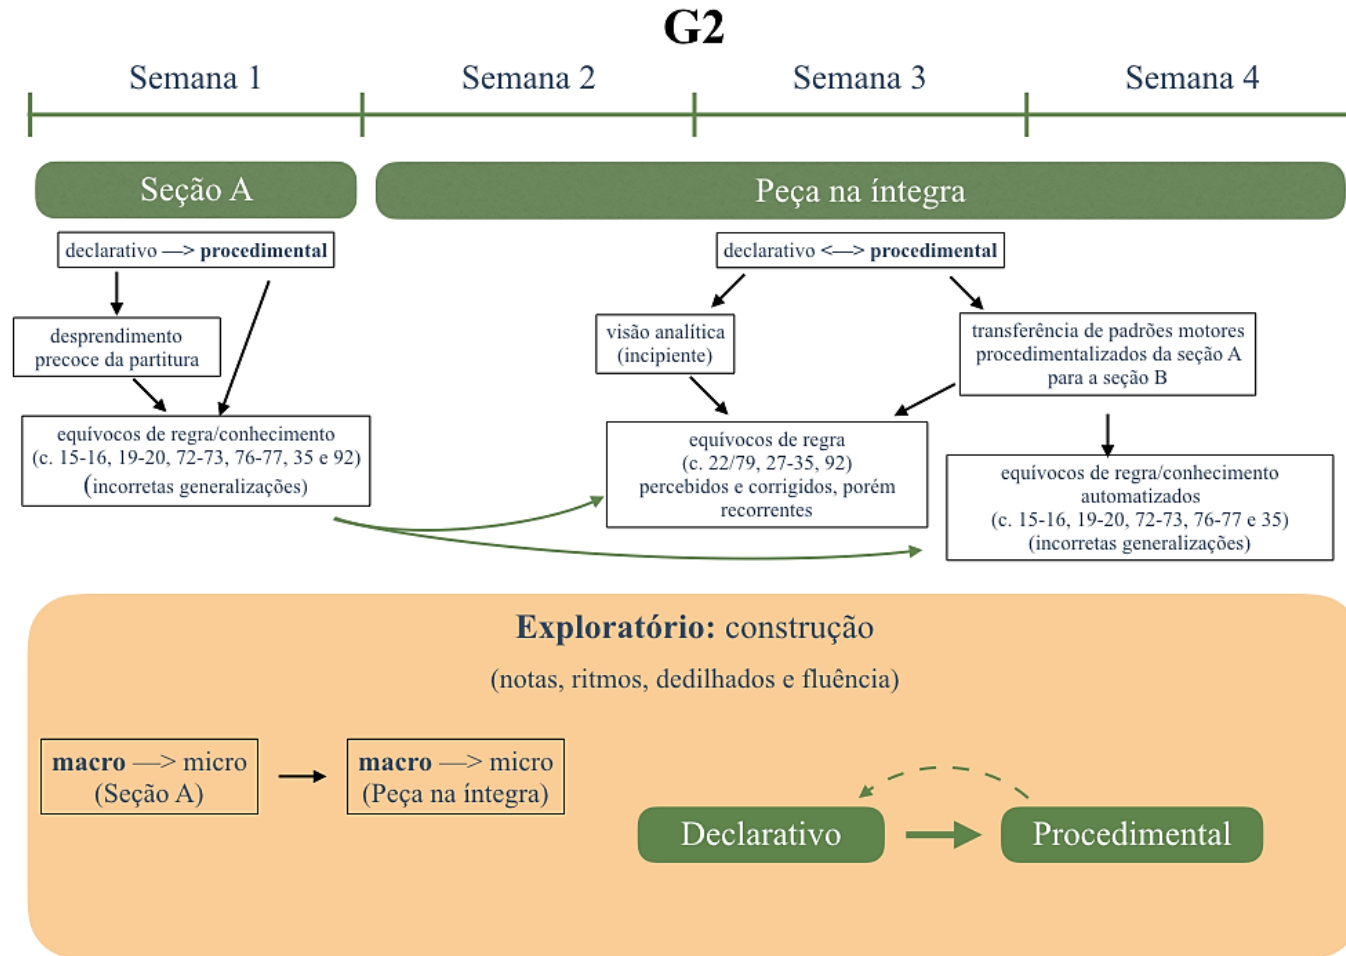 G2
Semana 1
Semana 2
Semana 3
Semana 4
Seção A
Peça na íntegra
declarativo —> procedimental
desprendimento
precoce da partitura
equívocos de regra/conhecimento
(c. 15-16, 19-20, 72-73, 76-77, 35 e 92)
(incorretas generalizações)
declarativo <—> procedimental
visão analítica
(incipiente)
transferência de padrões motores
procedimentalizados da seção A
para a seção B
equívocos de regra
(c. 22/79, 27-35, 92)
percebidos e corrigidos, porém
recorrentes
equívocos de regra/conhecimento
automatizados
(c. 15-16, 19-20, 72-73, 76-77 e 35)
(incorretas generalizações)
Exploratório: construção
(notas, ritmos, dedilhados e fluência)
macro —> micro
(Seção A)
macro —> micro
(Peça na íntegra)
Declarativo
Procedimental